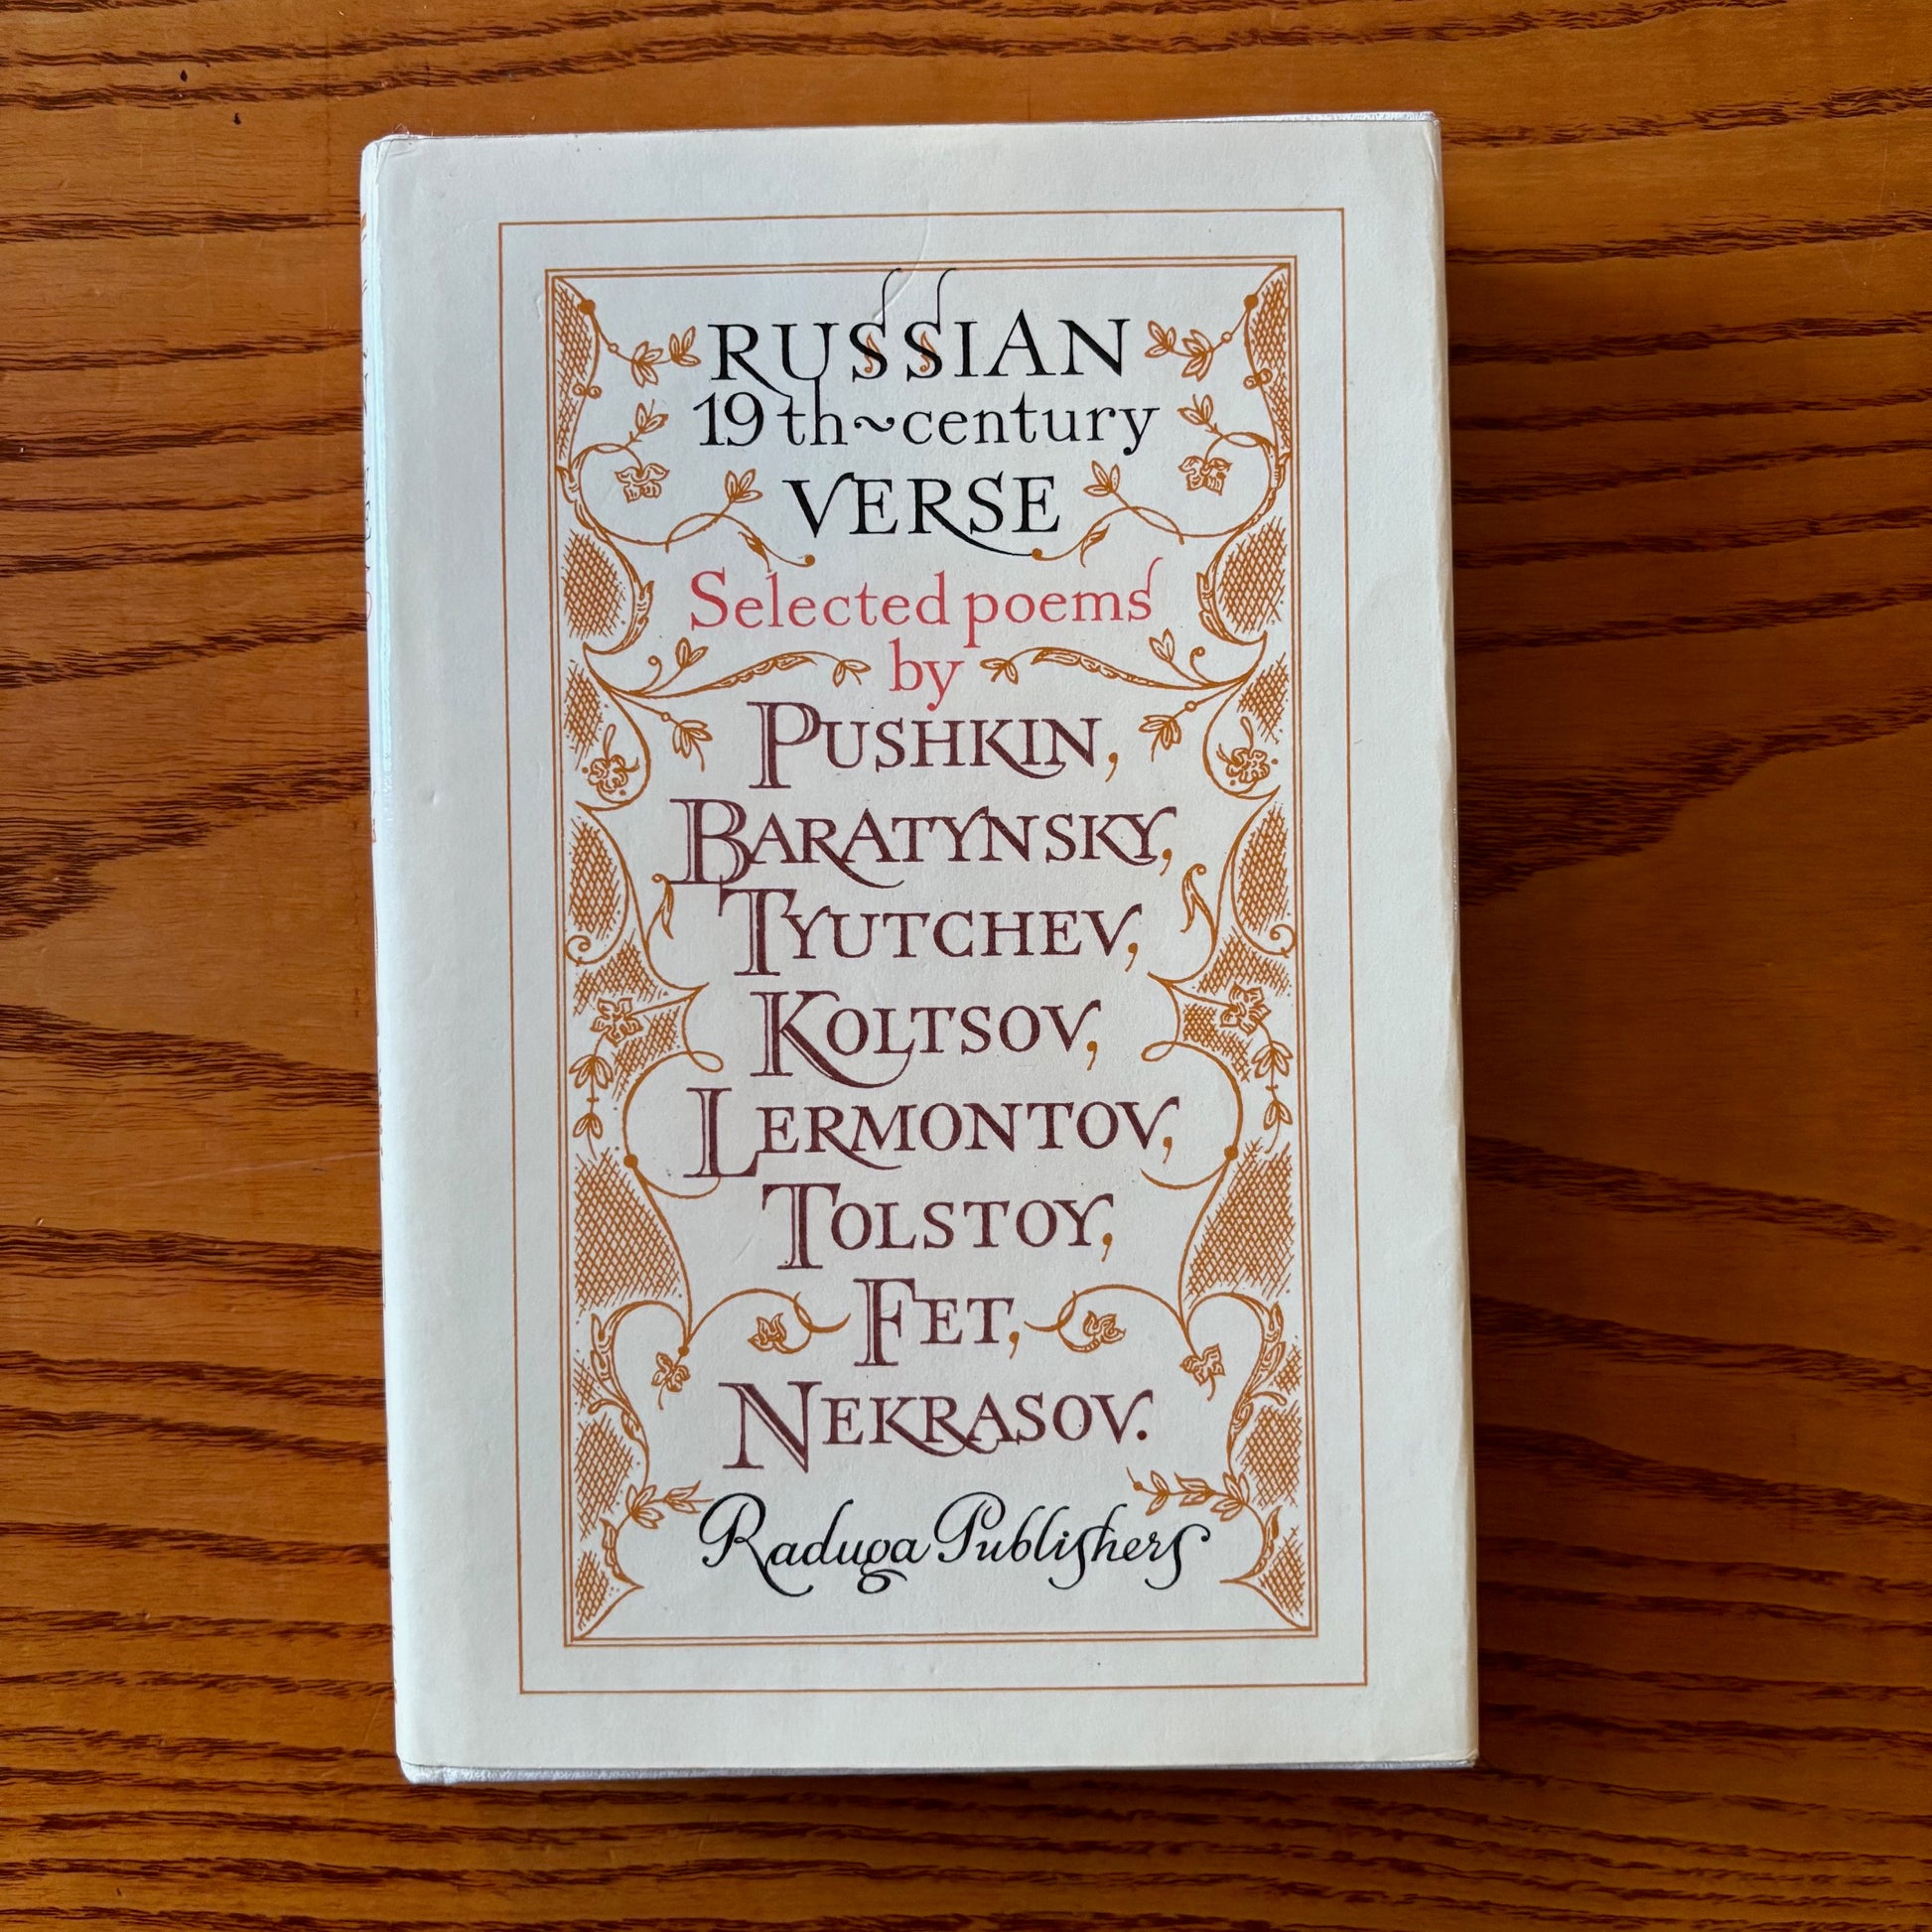 RUSSIAN
19th~century
VERSE
Selected poems
by
PUSHKIN,
BARATYNSKY,
TYUTCHEV,
KOLTSOV,
LERMONTOV,
TOLSTOY,
FET,
NEKRASOV.
Raduga Publishers